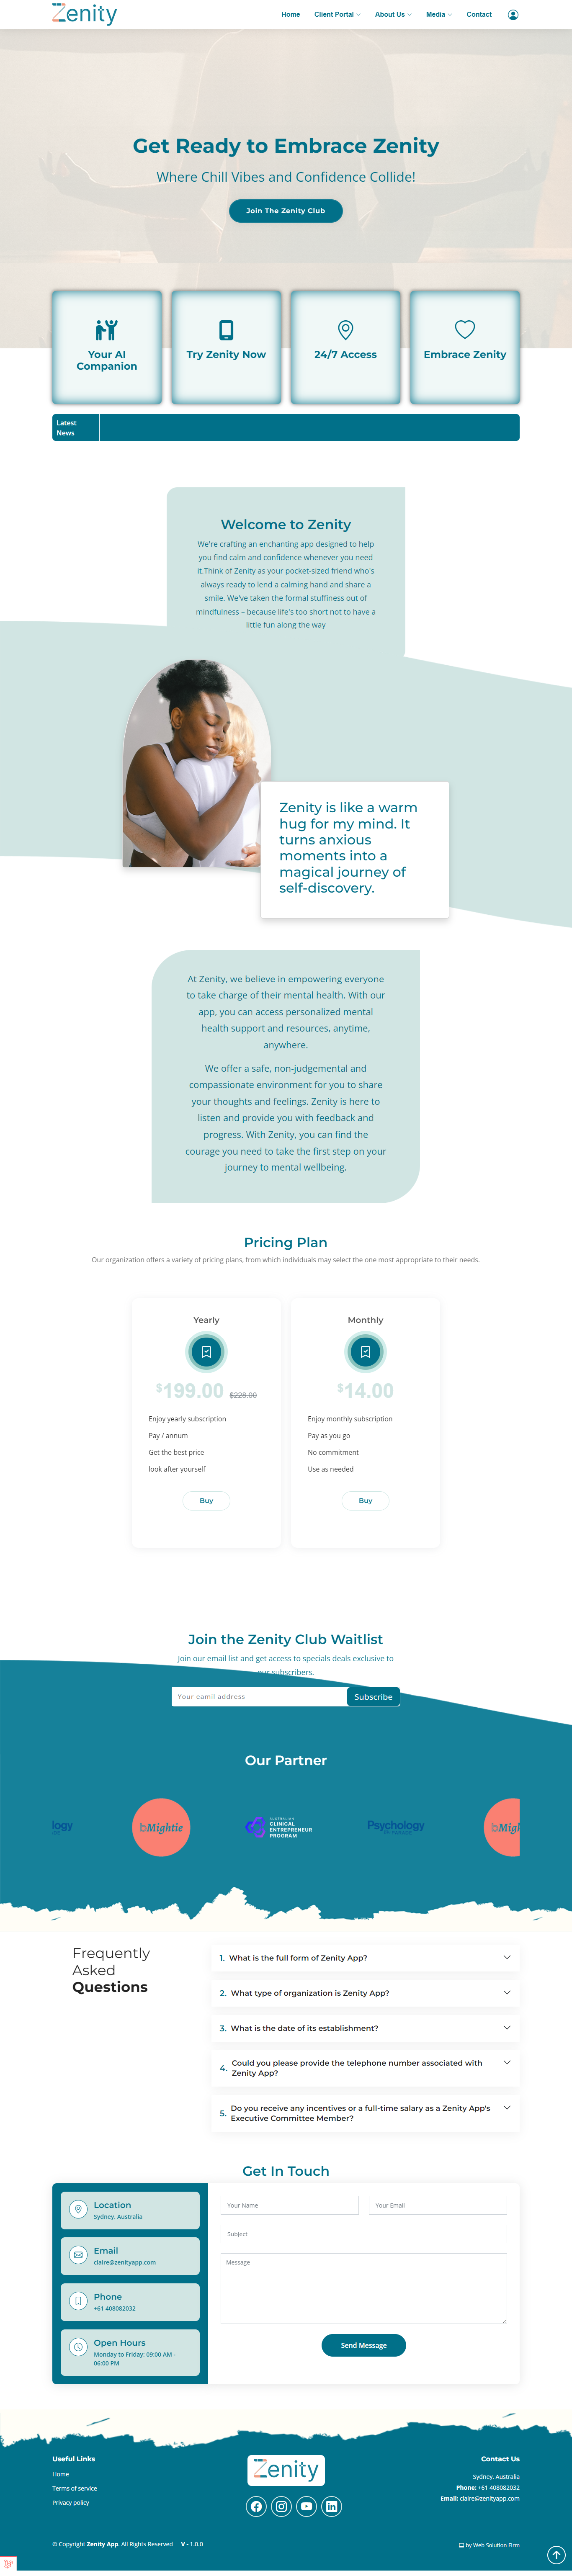 Zenity
Home
Client Portal
About Us
Media
Contact
Get Ready to Embrace Zenity
Where Chill Vibes and Confidence Collide!
Join The Zenity Club
Your AI
Companion
Try Zenity Now
24/7 Access
Embrace Zenity
Latest
News
Welcome to Zenity
We're crafting an enchanting app designed to help
you find calm and confidence whenever you need
it.Think of Zenity as your pocket-sized friend who's
always ready to lend a calming hand and share a
smile. We've taken the formal stuffiness out of
mindfulness – because life's too short not to have a
little fun along the way
Zenity is like a warm
hug for my mind. It
turns anxious
moments into a
magical journey of
self-discovery.
At Zenity, we believe in empowering everyone
to take charge of their mental health. With our
app, you can access personalized mental
health support and resources, anytime,
anywhere.
We offer a safe, non-judgemental and
compassionate environment for you to share
your thoughts and feelings. Zenity is here to
listen and provide you with feedback and
progress. With Zenity, you can find the
courage you need to take the first step on your
journey to mental wellbeing.
Pricing Plan
Our organization offers a variety of pricing plans, from which individuals may select the one most appropriate to their needs.
Yearly
$199.00 $228.00
Enjoy yearly subscription
Pay / annum
Get the best price
look after yourself
Buy
Monthly
$14.00
Enjoy monthly subscription
Pay as you go
No commitment
Use as needed
Buy
Join the Zenity Club Waitlist
Join our email list and get access to specials deals exclusive to
our subscribers.
Your eamil address
Subscribe
Our Partner
logy
bMightie
AUSTRALIAN
CLINICAL
ENTREPRENEUR
PROGRAM
Psychology
bMigh
Frequently
Asked
Questions
1. What is the full form of Zenity App?
2. What type of organization is Zenity App?
3. What is the date of its establishment?
4. Could you please provide the telephone number associated with
Zenity App?
5. Do you receive any incentives or a full-time salary as a Zenity App's
Executive Committee Member?
Get In Touch
Location
Sydney, Australia
Email
claire@zenityapp.com
Phone
+61 408082032
Open Hours
Monday to Friday: 09:00 AM -
06:00 PM
Your Name
Your Email
Subject
Message
Send Message
Useful Links
Home
Terms of service
Privacy policy
Zenity
Contact Us
Sydney, Australia
Phone: +61 408082032
Email: claire@zenityapp.com
© Copyright Zenity App. All Rights Reserved V - 1.0.0
by Web Solution Firm